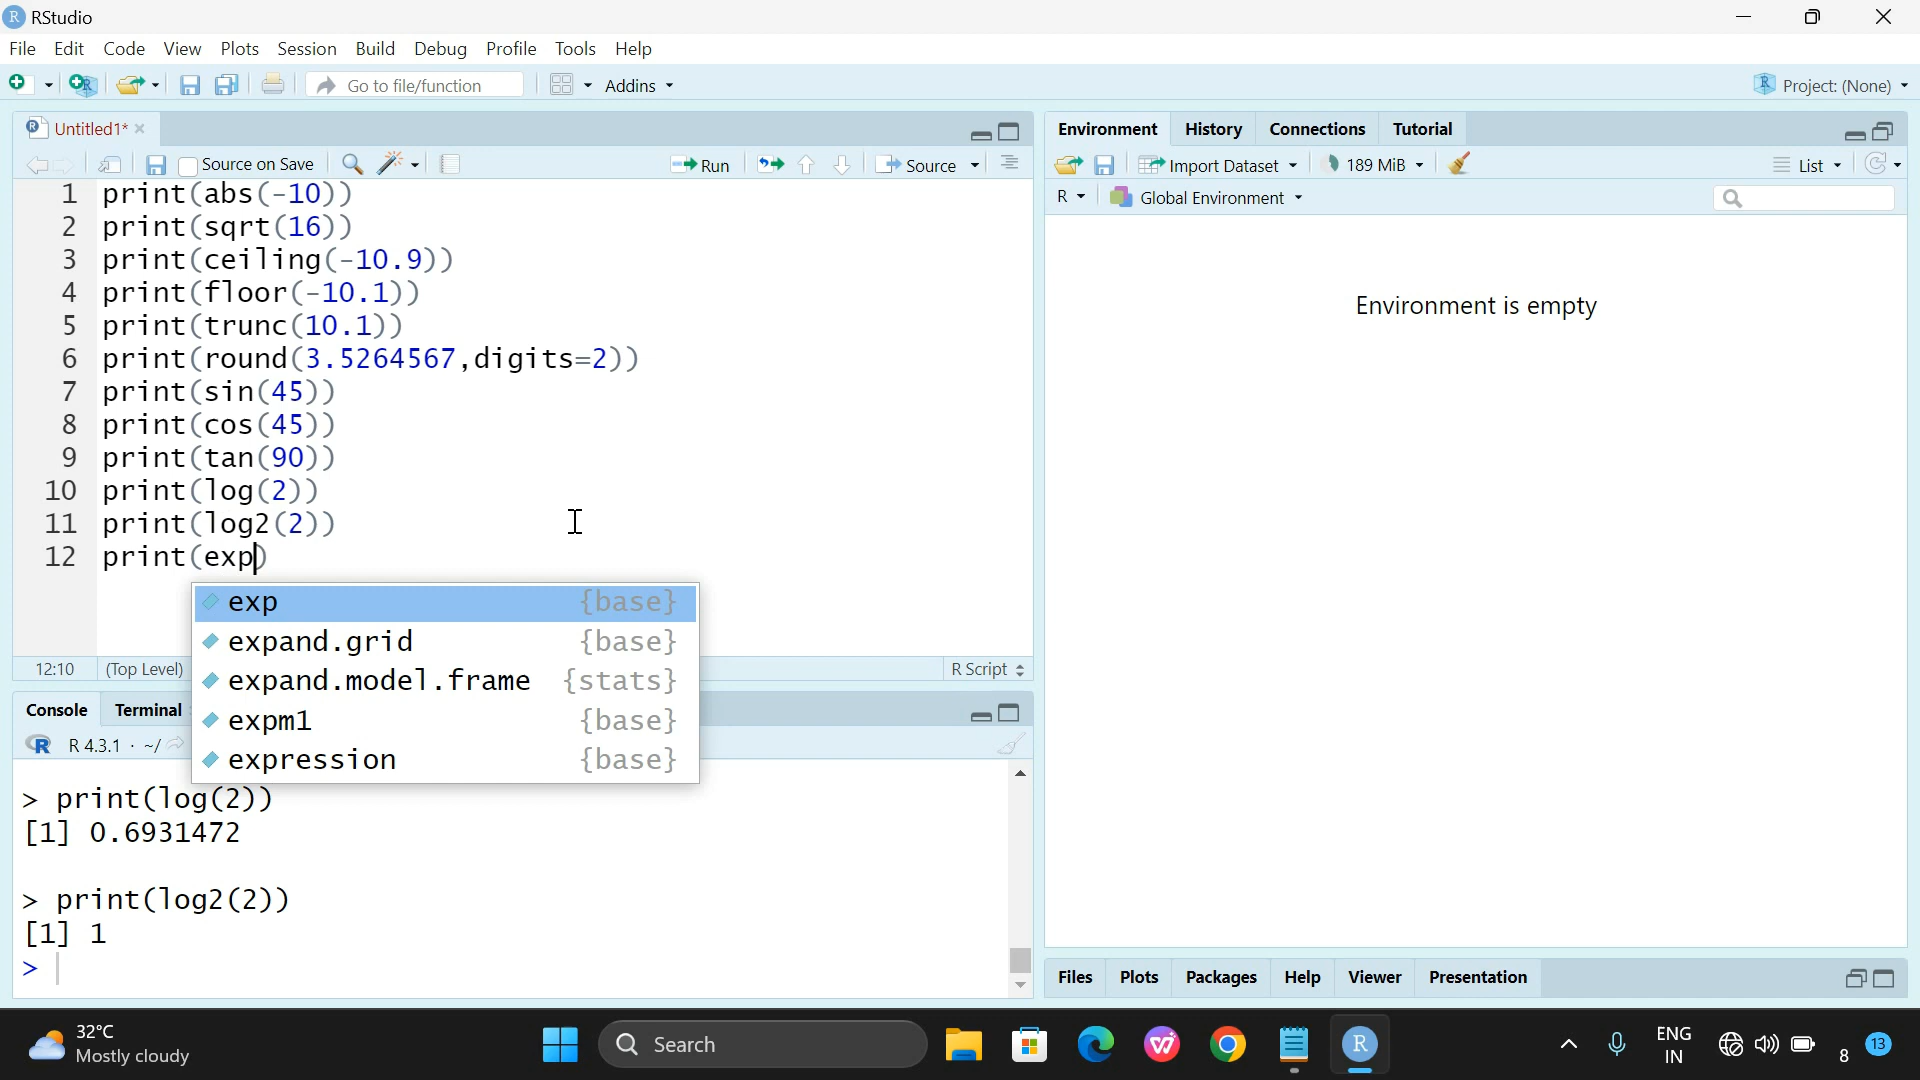 RStudio
File Edit Code View Plots Session Build Debug Profile Tools Help
Go to file/function Addins Project: (None)
Untitled1*
Source on Save Run Source
1 print(abs(-10))
2 print(sqrt(16))
3 print(ceiling(-10.9))
4 print(floor(-10.1))
5 print(trunc(10.1))
6 print(round(3.5264567,digits=2))
7 print(sin(45))
8 print(cos(45))
9 print(tan(90))
10 print(log(2))
11 print(log2(2))
12 print(exp)
exp {base}
expand.grid {base}
expand.model.frame {stats}
expm1 {base}
expression {base}
12:10 (Top Level) R Script
Console Terminal
R 4.3.1 · ~/
> print(log(2))
[1] 0.6931472
> print(log2(2))
[1] 1
>
Environment History Connections Tutorial
Import Dataset 189 MiB List
R Global Environment
Environment is empty
Files Plots Packages Help Viewer Presentation
32°C
Mostly cloudy
Search
ENG
IN
8 13